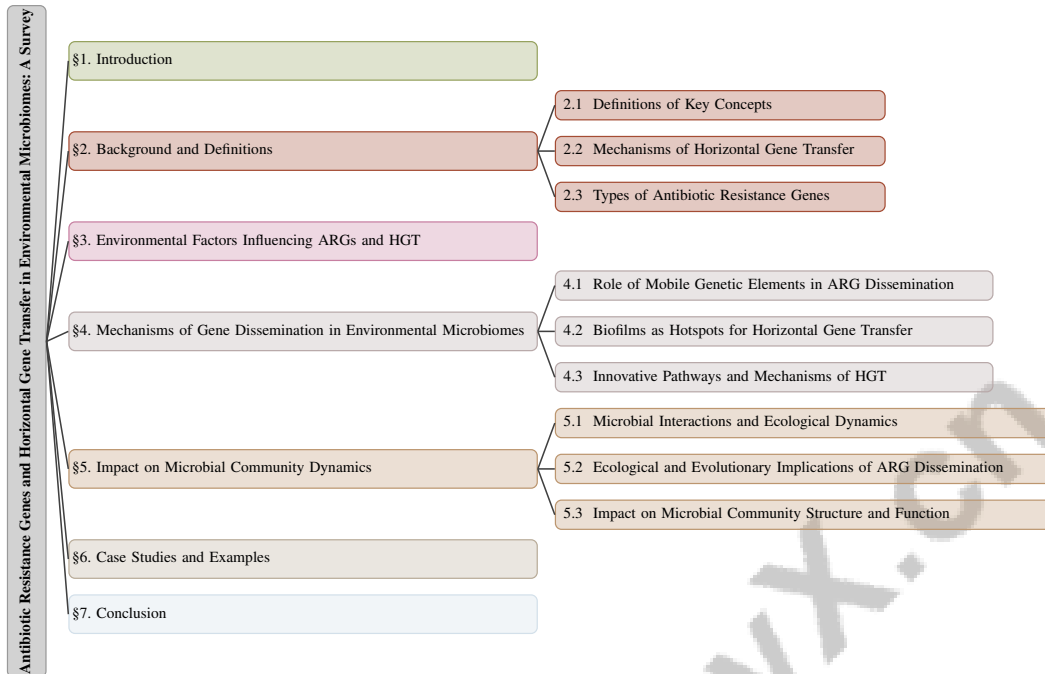 Antibiotic Resistance Genes and Horizontal Gene Transfer in Environmental Microbiomes: A Survey
§1. Introduction
§2. Background and Definitions
2.1 Definitions of Key Concepts
2.2 Mechanisms of Horizontal Gene Transfer
2.3 Types of Antibiotic Resistance Genes
§3. Environmental Factors Influencing ARGs and HGT
§4. Mechanisms of Gene Dissemination in Environmental Microbiomes
4.1 Role of Mobile Genetic Elements in ARG Dissemination
4.2 Biofilms as Hotspots for Horizontal Gene Transfer
4.3 Innovative Pathways and Mechanisms of HGT
§5. Impact on Microbial Community Dynamics
5.1 Microbial Interactions and Ecological Dynamics
5.2 Ecological and Evolutionary Implications of ARG Dissemination
5.3 Impact on Microbial Community Structure and Function
§6. Case Studies and Examples
§7. Conclusion